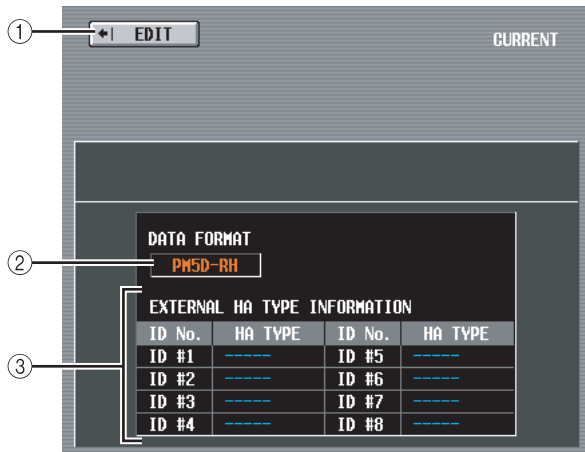 ① EDIT
CURRENT
DATA FORMAT
② PM5D-RH
EXTERNAL HA TYPE INFORMATION
③
ID No. HA TYPE ID No. HA TYPE
ID #1 ----- ID #5 -----
ID #2 ----- ID #6 -----
ID #3 ----- ID #7 -----
ID #4 ----- ID #8 -----